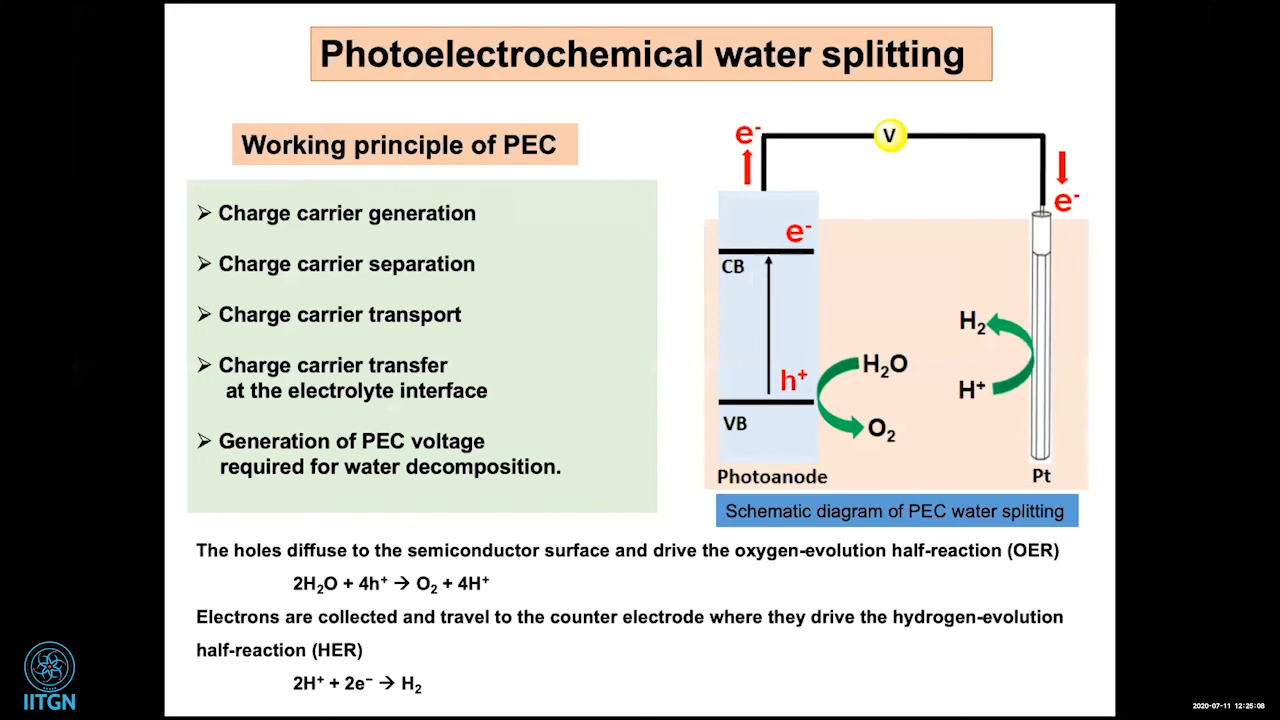 Photoelectrochemical water splitting
Working principle of PEC
➢ Charge carrier generation
➢ Charge carrier separation
➢ Charge carrier transport
➢ Charge carrier transfer
at the electrolyte interface
➢ Generation of PEC voltage
required for water decomposition.
e⁻
V
e⁻
e⁻
CB
h⁺
VB
H₂O
O₂
H₂
H⁺
Photoanode
Pt
Schematic diagram of PEC water splitting
The holes diffuse to the semiconductor surface and drive the oxygen-evolution half-reaction (OER)
2H₂O + 4h⁺ → O₂ + 4H⁺
Electrons are collected and travel to the counter electrode where they drive the hydrogen-evolution
half-reaction (HER)
2H⁺ + 2e⁻ → H₂
IITGN
2020-07-11 12:25:08